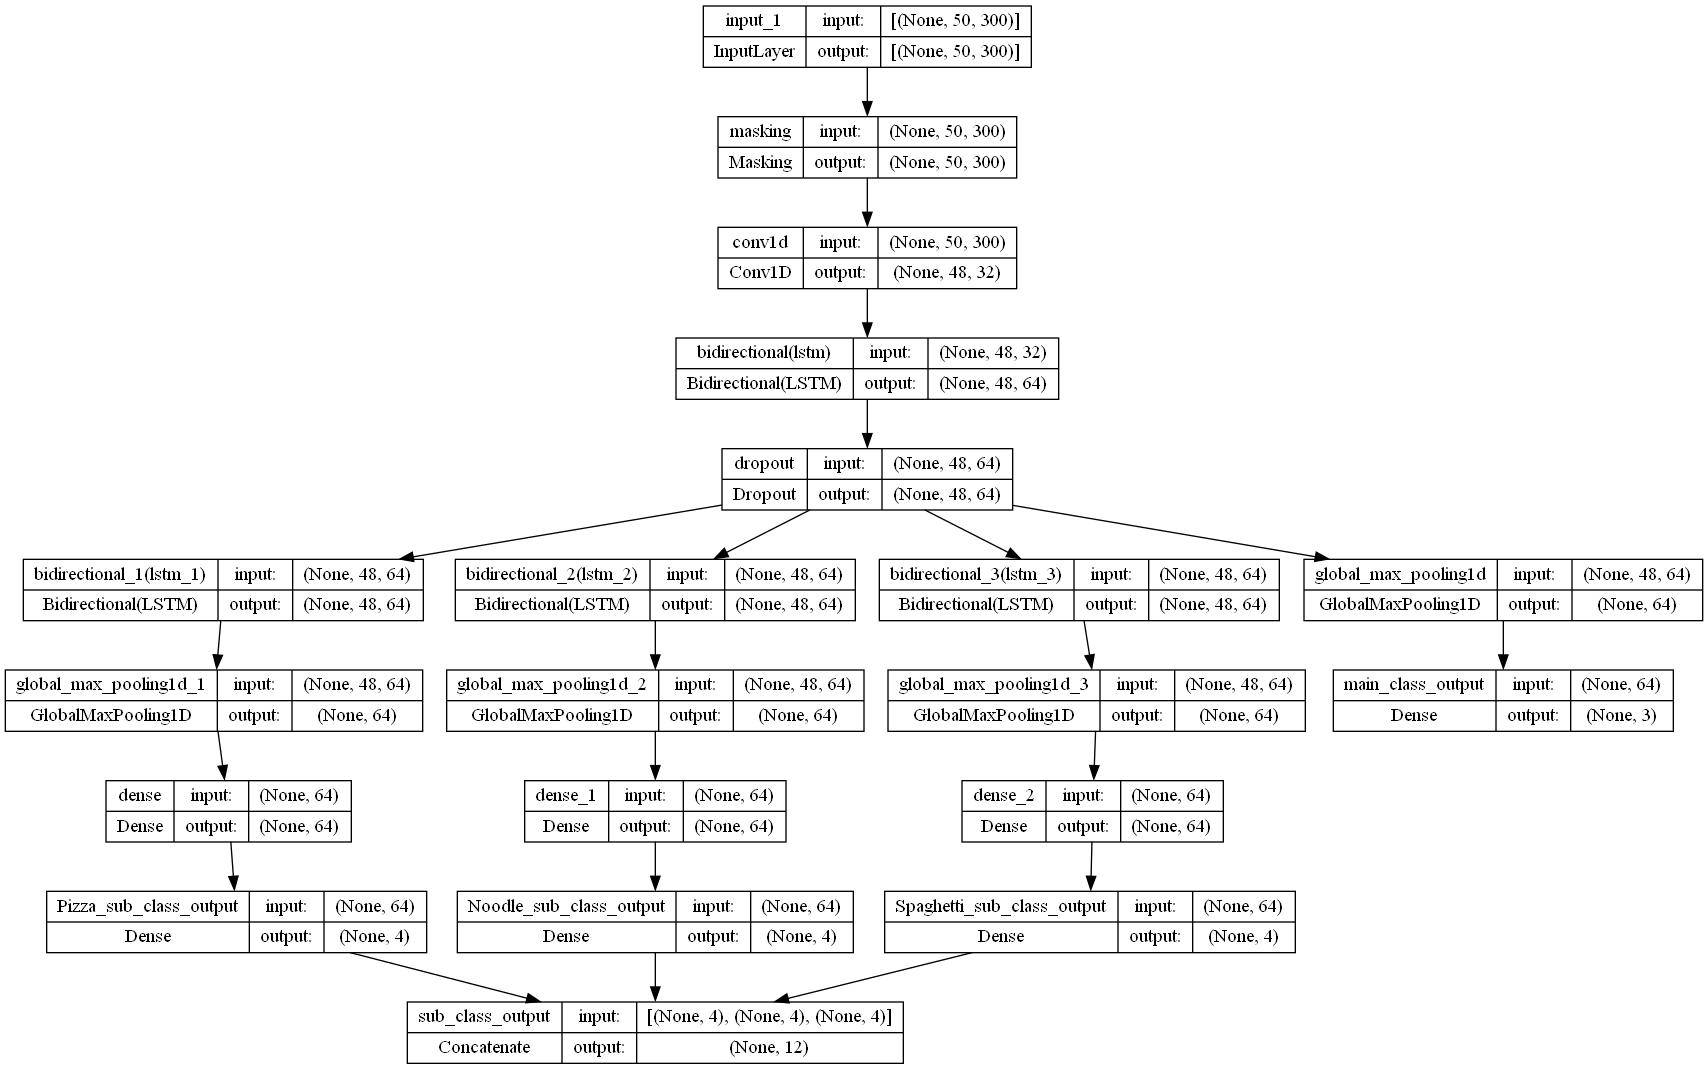 input_1 input: [(None, 50, 300)]
InputLayer output: [(None, 50, 300)]
masking input: (None, 50, 300)
Masking output: (None, 50, 300)
conv1d input: (None, 50, 300)
Conv1D output: (None, 48, 32)
bidirectional(lstm) input: (None, 48, 32)
Bidirectional(LSTM) output: (None, 48, 64)
dropout input: (None, 48, 64)
Dropout output: (None, 48, 64)
bidirectional_1(lstm_1) input: (None, 48, 64)
Bidirectional(LSTM) output: (None, 48, 64)
bidirectional_2(lstm_2) input: (None, 48, 64)
Bidirectional(LSTM) output: (None, 48, 64)
bidirectional_3(lstm_3) input: (None, 48, 64)
Bidirectional(LSTM) output: (None, 48, 64)
global_max_pooling1d input: (None, 48, 64)
GlobalMaxPooling1D output: (None, 64)
global_max_pooling1d_1 input: (None, 48, 64)
GlobalMaxPooling1D output: (None, 64)
global_max_pooling1d_2 input: (None, 48, 64)
GlobalMaxPooling1D output: (None, 64)
global_max_pooling1d_3 input: (None, 48, 64)
GlobalMaxPooling1D output: (None, 64)
main_class_output input: (None, 64)
Dense output: (None, 3)
dense input: (None, 64)
Dense output: (None, 64)
dense_1 input: (None, 64)
Dense output: (None, 64)
dense_2 input: (None, 64)
Dense output: (None, 64)
Pizza_sub_class_output input: (None, 64)
Dense output: (None, 4)
Noodle_sub_class_output input: (None, 64)
Dense output: (None, 4)
Spaghetti_sub_class_output input: (None, 64)
Dense output: (None, 4)
sub_class_output input: [(None, 4), (None, 4), (None, 4)]
Concatenate output: (None, 12)